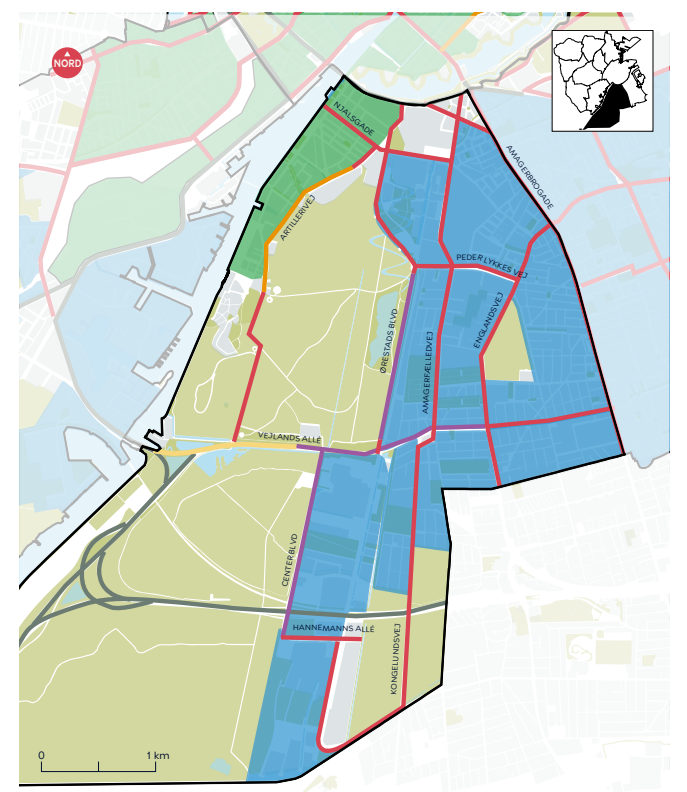 NORD
NJALSGADE
AMAGERBROGADE
ARTILLERIVEJ
PEDER LYKKES VEJ
ENGLANDSVEJ
ØRESTADS BLVD
AMAGERFÆLLEDVEJ
VEJLANDS ALLÉ
CENTER BLVD
HANNEMANNS ALLÉ
KONGELUNDSVEJ
0 1 km